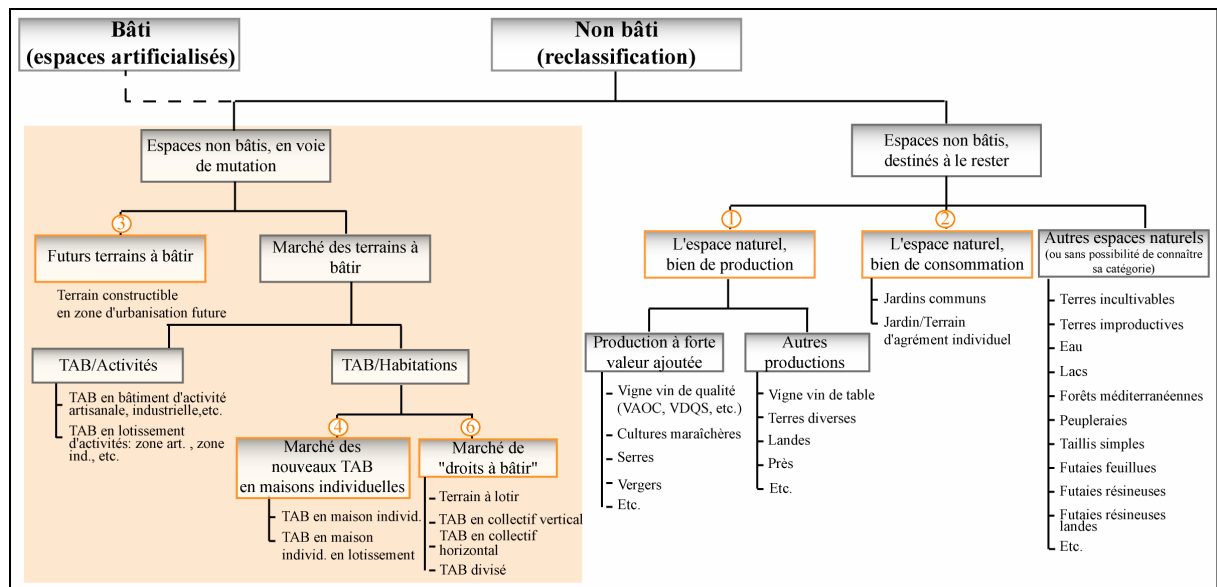 Bâti
(espaces artificialisés)
Non bâti
(reclassification)
Espaces non bâtis, en voie
de mutation
Espaces non bâtis,
destinés à le rester
3
Futurs terrains à bâtir
Terrain constructible
en zone d'urbanisation future
Marché des terrains à
bâtir
TAB/Activités
TAB en bâtiment d'activité
artisanale, industrielle,etc.
TAB en lotissement
d'activités: zone art. , zone
ind., etc.
TAB/Habitations
4
Marché des
nouveaux TAB
en maisons individuelles
TAB en maison individ.
TAB en maison
individ. en lotissement
6
Marché de
"droits à bâtir"
Terrain à lotir
TAB en collectif vertical
TAB en collectif
horizontal
TAB divisé
1
L'espace naturel,
bien de production
Production à forte
valeur ajoutée
Vigne vin de qualité
(VAOC, VDQS, etc.)
Cultures maraîchères
Serres
Vergers
Etc.
Autres
productions
Vigne vin de table
Terres diverses
Landes
Près
Etc.
2
L'espace naturel,
bien de consommation
Jardins communs
Jardin/Terrain
d'agrément individuel
Autres espaces naturels
(ou sans possibilité de connaître
sa catégorie)
Terres incultivables
Terres improductives
Eau
Lacs
Forêts méditerranéennes
Peupleraies
Taillis simples
Futaies feuillues
Futaies résineuses
Futaies résineuses
landes
Etc.